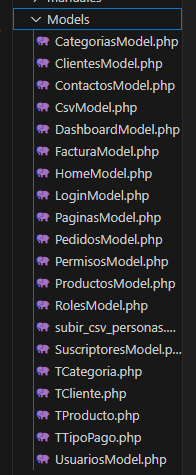 manuales
Models
CategoriasModel.php
ClientesModel.php
ContactosModel.php
CsvModel.php
DashboardModel.php
FacturaModel.php
HomeModel.php
LoginModel.php
PaginasModel.php
PedidosModel.php
PermisosModel.php
ProductosModel.php
RolesModel.php
subir_csv_personas....
SuscriptoresModel.p...
TCategoria.php
TCliente.php
TProducto.php
TTipoPago.php
UsuariosModel.php